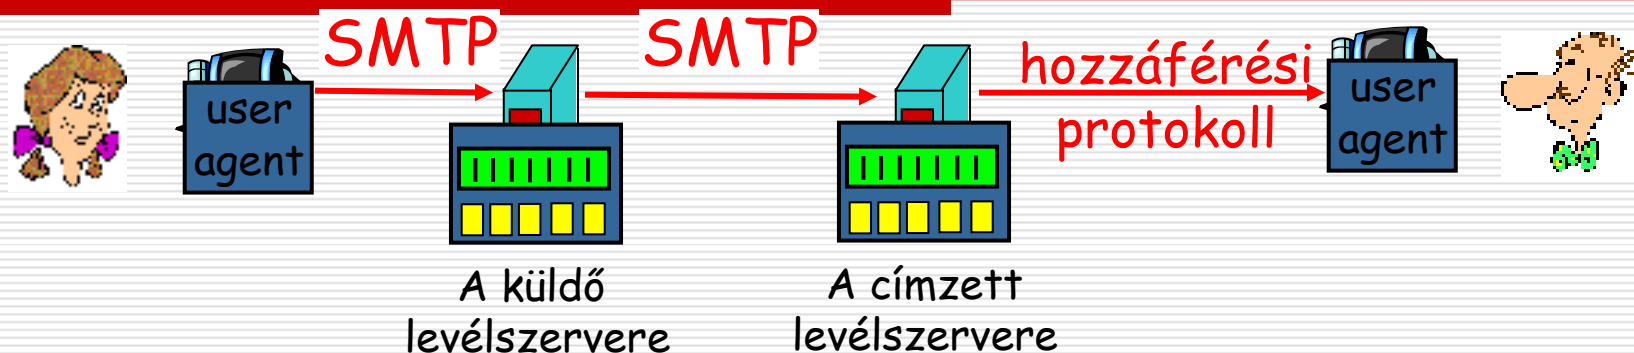 SMTP
SMTP
hozzáférési
protokoll
user
agent
user
agent
A küldő
levélszervere
A címzett
levélszervere